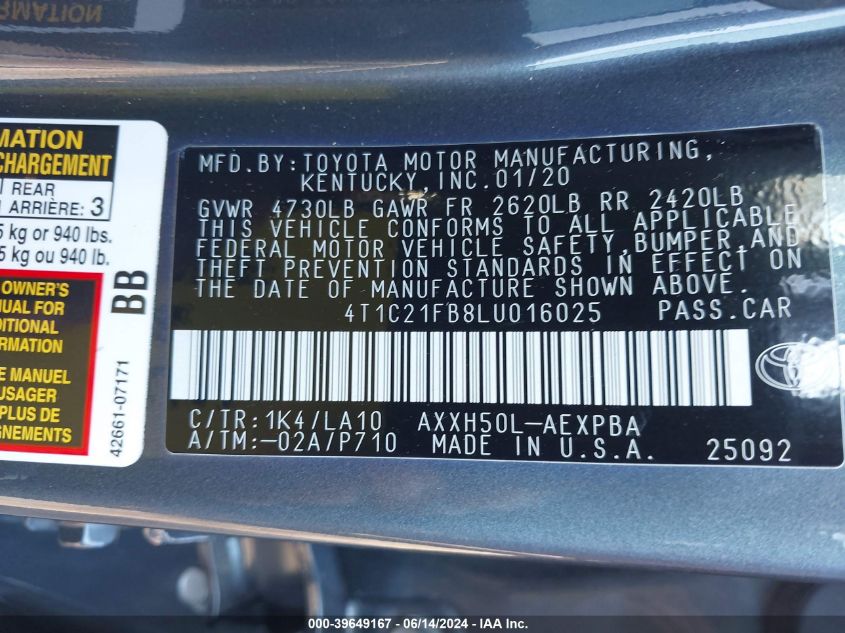 RMATION
MATION
CHARGEMENT
REAR
ARRIÈRE: 3
5 kg or 940 lbs.
5 kg ou 940 lb.
OWNER'S
NUAL FOR
DITIONAL
FORMATION
E MANUEL
USAGER
PLUS DE
GNEMENTS
BB
42661-07171
MFD.BY:TOYOTA MOTOR MANUFACTURING,
KENTUCKY,INC.01/20
GVWR 4730LB GAWR FR 2620LB RR 2420LB
THIS VEHICLE CONFORMS TO ALL APPLICABLE
FEDERAL MOTOR VEHICLE SAFETY,BUMPER,AND
THEFT PREVENTION STANDARDS IN EFFECT ON
THE DATE OF MANUFACTURE SHOWN ABOVE.
4T1C21FB8LU016025 PASS.CAR
C/TR:1K4/LA10 AXXH50L-AEXPBA
A/TM:-02A/P710 MADE IN U.S.A. 25092
000-39649167 - 06/14/2024 - IAA Inc.